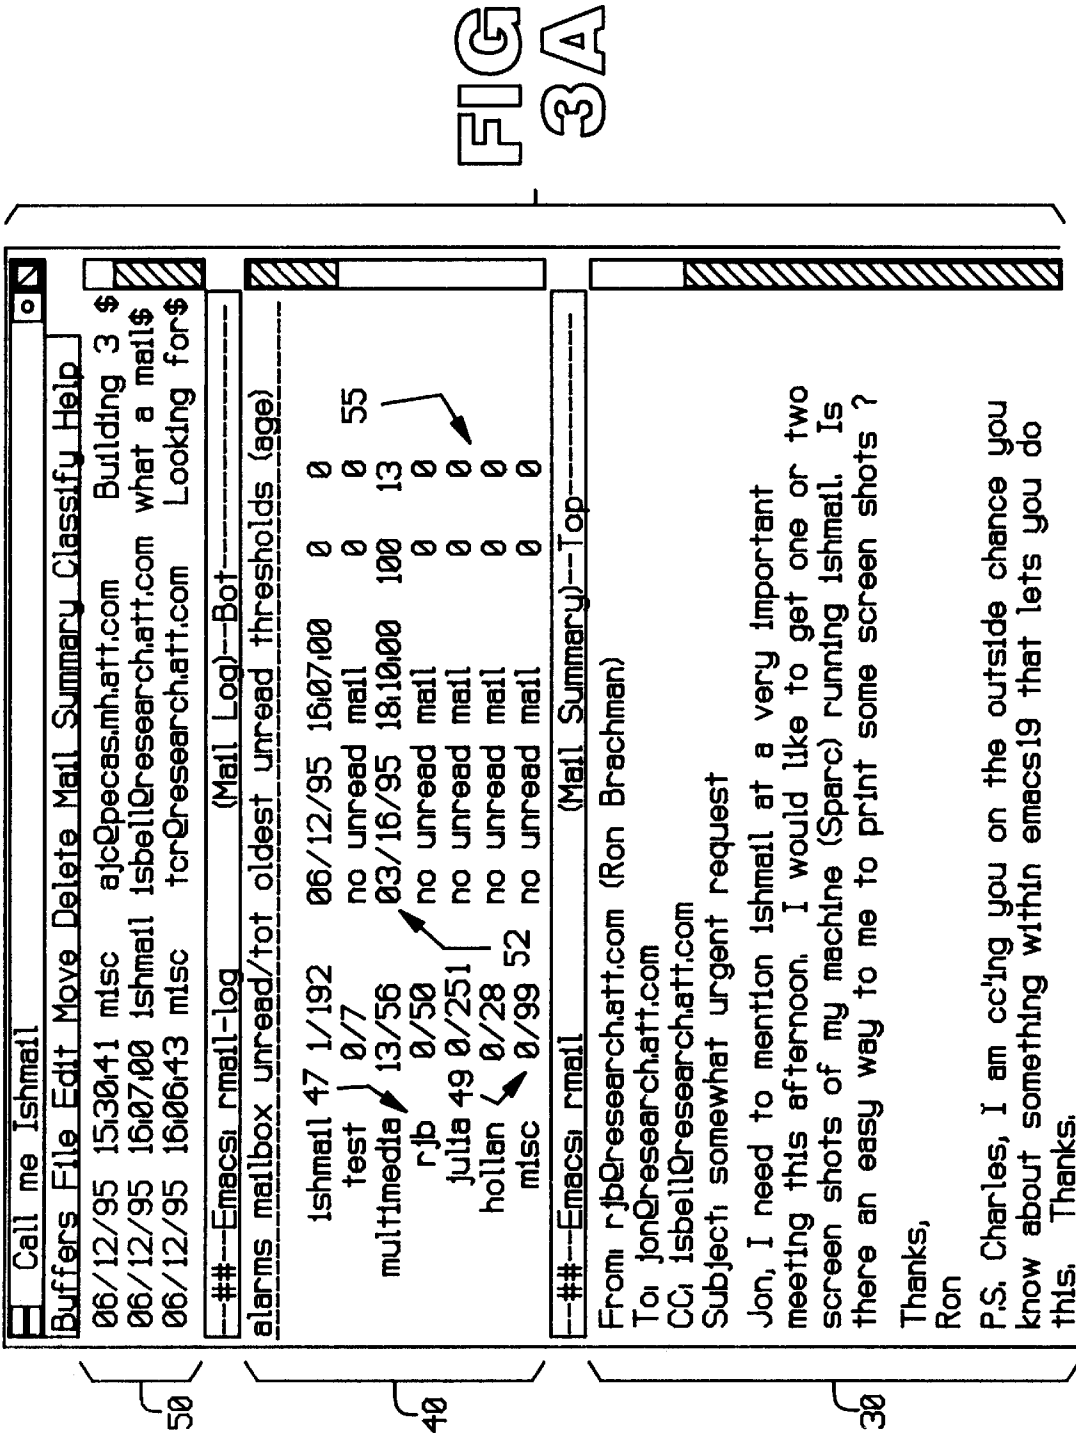 Call me Ishmail
Buffers File Edit Move Delete Mail Summary Classify Help
06/12/95 15:30:41 misc ajc@pecas.mh.att.com Building 3 $
06/12/95 16:07:00 ishmail isbell@research.att.com what a mail$
06/12/95 16:06:43 misc tcr@research.att.com Looking for$
---##---Emacs: rmail-log (Mail Log)---Bot---
alarms mailbox unread/tot oldest unread thresholds (age)
ishmail 47 1/192 06/12/95 16:07:00 0 0
test 0/7 no unread mail 0 0 55
multimedia 13/56 03/16/95 18:10:00 100 13
rjb 0/50 no unread mail 0 0
julia 49 0/251 no unread mail 0 0
hollan 0/28 no unread mail 0 0
misc 0/99 52 no unread mail 0 0
---##---Emacs: rmail (Mail Summary)---Top---
From: rjb@research.att.com (Ron Brachman)
To: jon@research.att.com
CC: isbell@research.att.com
Subject: somewhat urgent request
Jon, I need to mention ishmail at a very important
meeting this afternoon. I would like to get one or two
screen shots of my machine (Sparc) running ishmail. Is
there an easy way to me to print some screen shots ?
Thanks,
Ron
P.S. Charles, I am cc'ing you on the outside chance you
know about something within emacs19 that lets you do
this. Thanks.
50
40
30
FIG
3A